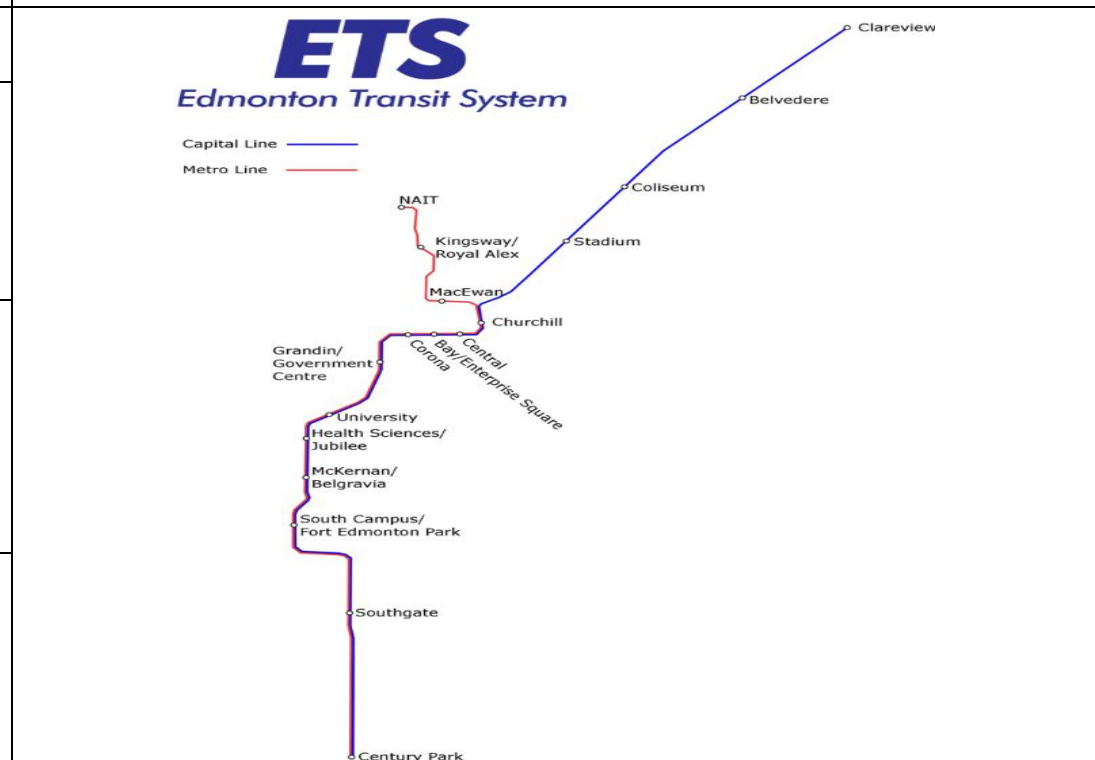 ETS
Edmonton Transit System
Capital Line
Metro Line
Clareview
Belvedere
Coliseum
Stadium
NAIT
Kingsway/
Royal Alex
MacEwan
Churchill
Central
Bay/Enterprise Square
Corona
Grandin/
Government
Centre
University
Health Sciences/
Jubilee
McKernan/
Belgravia
South Campus/
Fort Edmonton Park
Southgate
Century Park